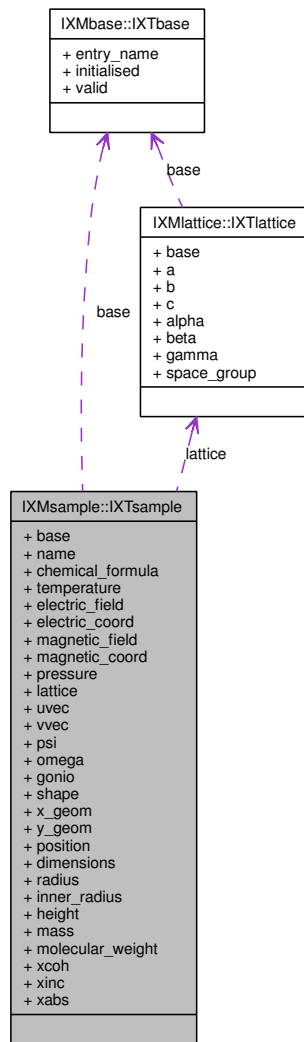 IXMbase::IXTbase
+ entry_name
+ initialised
+ valid
base
IXMlattice::IXTlattice
+ base
+ a
+ b
+ c
+ alpha
+ beta
+ gamma
+ space_group
base
lattice
IXMsample::IXTsample
+ base
+ name
+ chemical_formula
+ temperature
+ electric_field
+ electric_coord
+ magnetic_field
+ magnetic_coord
+ pressure
+ lattice
+ uvec
+ vvec
+ psi
+ omega
+ gonio
+ shape
+ x_geom
+ y_geom
+ position
+ dimensions
+ radius
+ inner_radius
+ height
+ mass
+ molecular_weight
+ xcoh
+ xinc
+ xabs